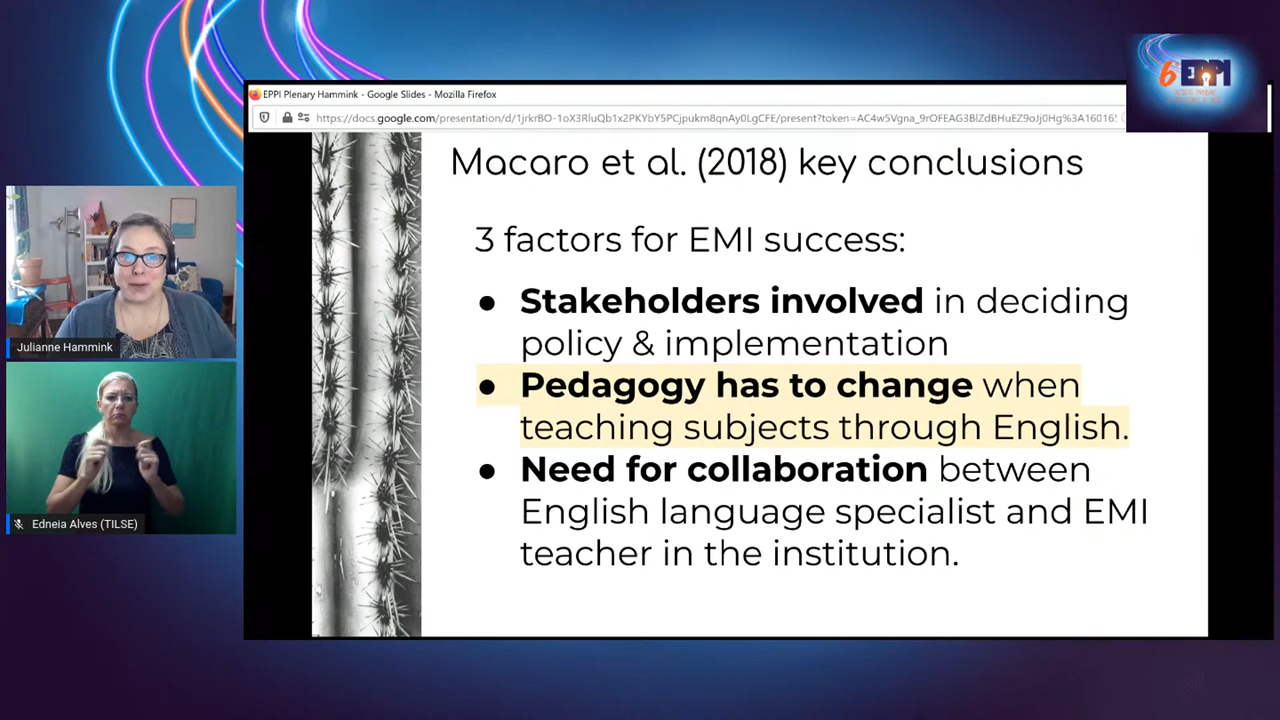 EPPI Plenary Hammink - Google Slides - Mozilla Firefox
6 EPPI
Macaro et al. (2018) key conclusions
3 factors for EMI success:
● Stakeholders involved in deciding
policy & implementation
● Pedagogy has to change when
teaching subjects through English.
● Need for collaboration between
English language specialist and EMI
teacher in the institution.
Julianne Hammink
Edneia Alves (TILSE)